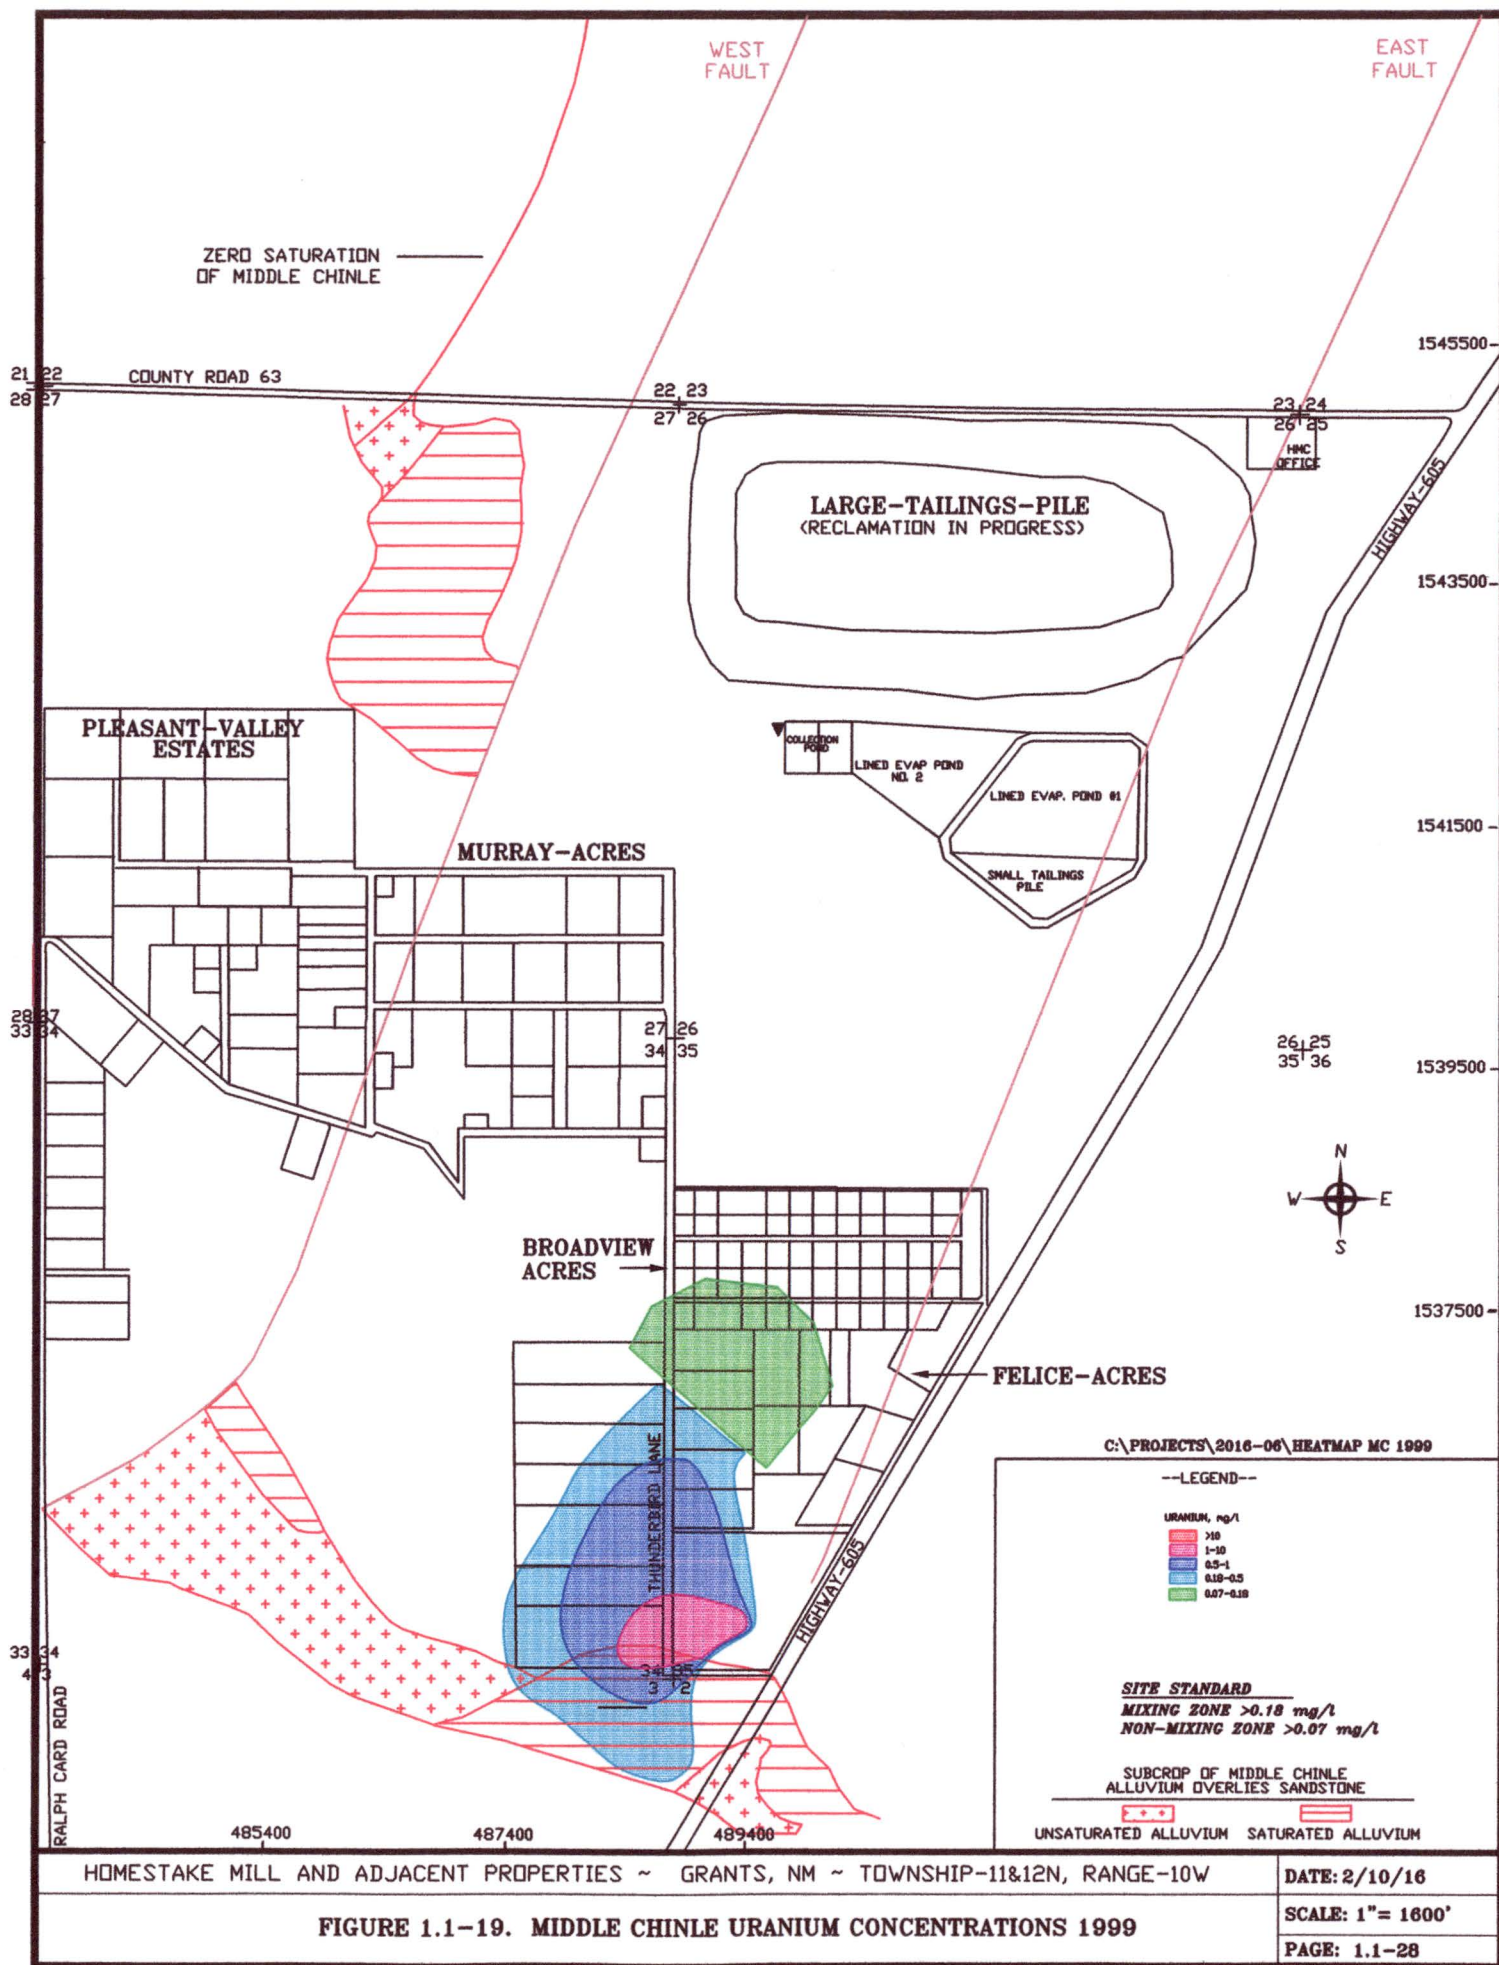 WEST
FAULT
EAST
FAULT
ZERO SATURATION
OF MIDDLE CHINLE
1545500
21 22
28 27
COUNTY ROAD 63
22 23
27 26
23 24
26 25
HMC
OFFICE
HIGHWAY-605
LARGE-TAILINGS-PILE
(RECLAMATION IN PROGRESS)
1543500
PLEASANT-VALLEY
ESTATES
COLLECTION
POND
LINED EVAP POND
NO. 2
LINED EVAP. POND #1
SMALL TAILINGS
PILE
1541500
MURRAY-ACRES
28 27
33 34
27 26
34 35
26 25
35 36
1539500
N
W E
S
BROADVIEW
ACRES
1537500
FELICE-ACRES
THUNDERBIRD LANE
HIGHWAY-605
C:\PROJECTS\2016-06\HEATMAP MC 1999
--LEGEND--
URANIUM, mg/l
>10
1-10
0.5-1
0.18-0.5
0.07-0.18
33 34
4 3
3 2
RALPH CARD ROAD
SITE STANDARD
MIXING ZONE >0.18 mg/l
NON-MIXING ZONE >0.07 mg/l
SUBCROP OF MIDDLE CHINLE
ALLUVIUM OVERLIES SANDSTONE
UNSATURATED ALLUVIUM SATURATED ALLUVIUM
485400 487400 489400
HOMESTAKE MILL AND ADJACENT PROPERTIES ~ GRANTS, NM ~ TOWNSHIP-11&12N, RANGE-10W
DATE: 2/10/16
FIGURE 1.1-19. MIDDLE CHINLE URANIUM CONCENTRATIONS 1999
SCALE: 1"= 1600'
PAGE: 1.1-28